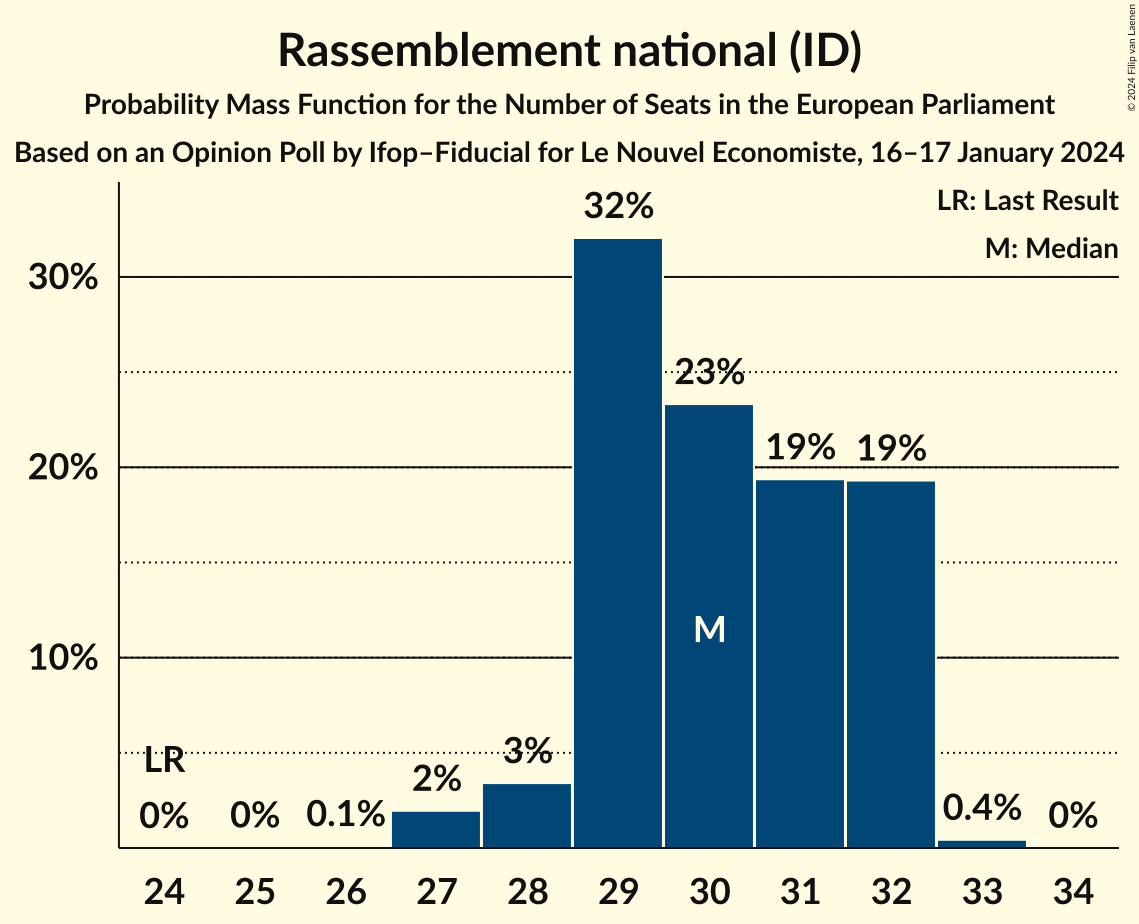 Rassemblement national (ID)
Probability Mass Function for the Number of Seats in the European Parliament
Based on an Opinion Poll by Ifop–Fiducial for Le Nouvel Economiste, 16–17 January 2024
© 2024 Filip van Laenen
LR: Last Result
M: Median
30%
20%
10%
LR
0%
0%
0.1%
2%
3%
32%
23%
M
19%
19%
0.4%
0%
24 25 26 27 28 29 30 31 32 33 34